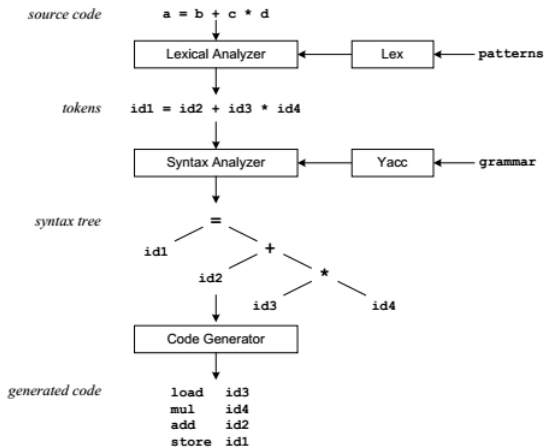 source code a = b + c * d
Lexical Analyzer Lex patterns
tokens id1 = id2 + id3 * id4
Syntax Analyzer Yacc grammar
syntax tree =
id1 +
id2 *
id3 id4
Code Generator
generated code load id3
mul id4
add id2
store id1